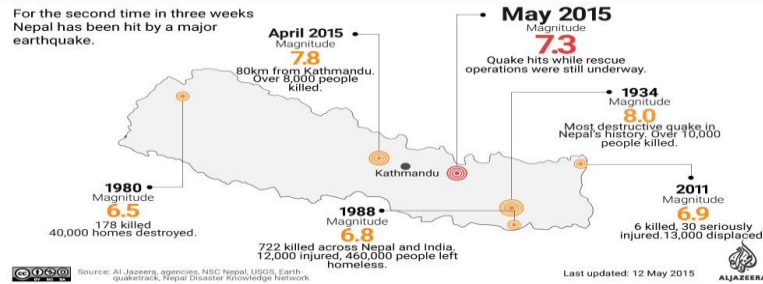 For the second time in three weeks
Nepal has been hit by a major
earthquake.
April 2015
Magnitude
7.8
80km from Kathmandu.
Over 8,000 people
killed.
May 2015
Magnitude
7.3
Quake hits while rescue
operations were still underway.
1934
Magnitude
8.0
Most destructive quake in
Nepal's history. Over 10,000
people killed.
Kathmandu
1980
Magnitude
6.5
178 killed
40,000 homes destroyed.
1988
Magnitude
6.8
722 killed across Nepal and India.
12,000 injured, 460,000 people left
homeless.
2011
Magnitude
6.9
6 killed, 30 seriously
injured.13,000 displaced
cc
BY NC SA
Source: Al Jazeera, agencies, NSC Nepal, USGS, Earth-
quaketrack, Nepal Disaster Knowledge Network
Last updated: 12 May 2015
ALJAZEERA